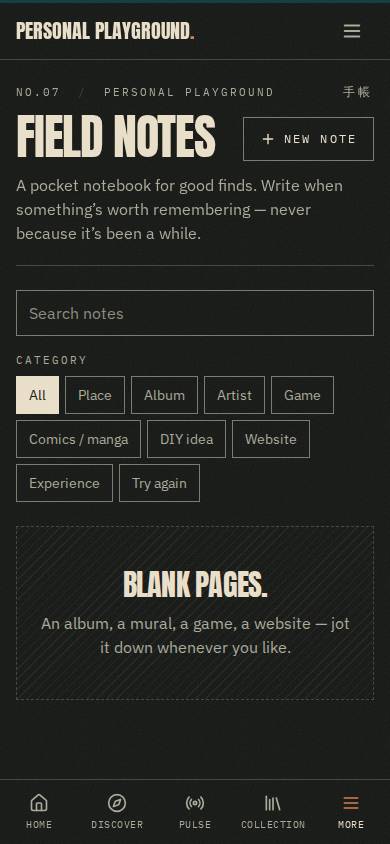 PERSONAL PLAYGROUND.
NO.07 / PERSONAL PLAYGROUND 手帳
FIELD NOTES
+ NEW NOTE
A pocket notebook for good finds. Write when
something’s worth remembering — never
because it’s been a while.
Search notes
CATEGORY
All Place Album Artist Game
Comics / manga DIY idea Website
Experience Try again
BLANK PAGES.
An album, a mural, a game, a website — jot
it down whenever you like.
HOME DISCOVER PULSE COLLECTION MORE